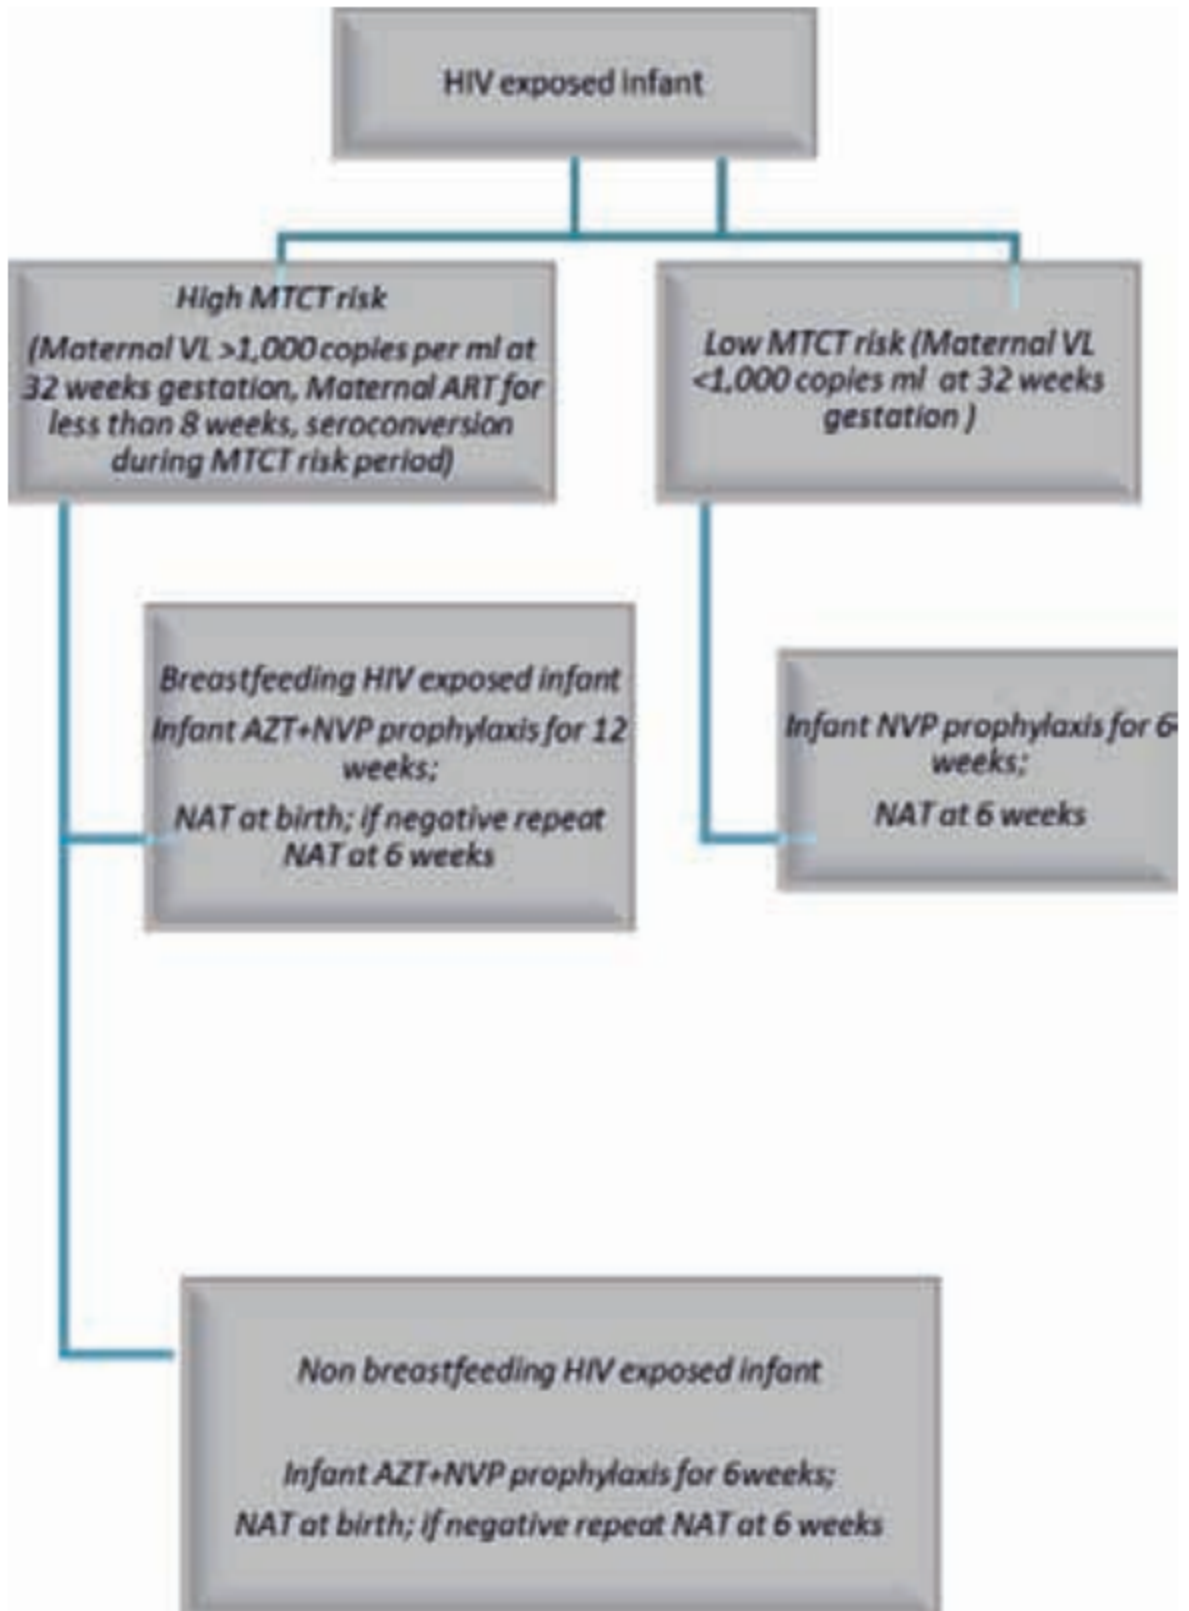 HIV exposed infant
High MTCT risk
(Maternal VL >1,000 copies per ml at
32 weeks gestation, Maternal ART for
less than 8 weeks, seroconversion
during MTCT risk period)
Low MTCT risk (Maternal VL
<1,000 copies ml at 32 weeks
gestation )
Breastfeeding HIV exposed infant
Infant AZT+NVP prophylaxis for 12
weeks;
NAT at birth; if negative repeat
NAT at 6 weeks
Infant NVP prophylaxis for 6
weeks;
NAT at 6 weeks
Non breastfeeding HIV exposed infant
Infant AZT+NVP prophylaxis for 6weeks;
NAT at birth; if negative repeat NAT at 6 weeks